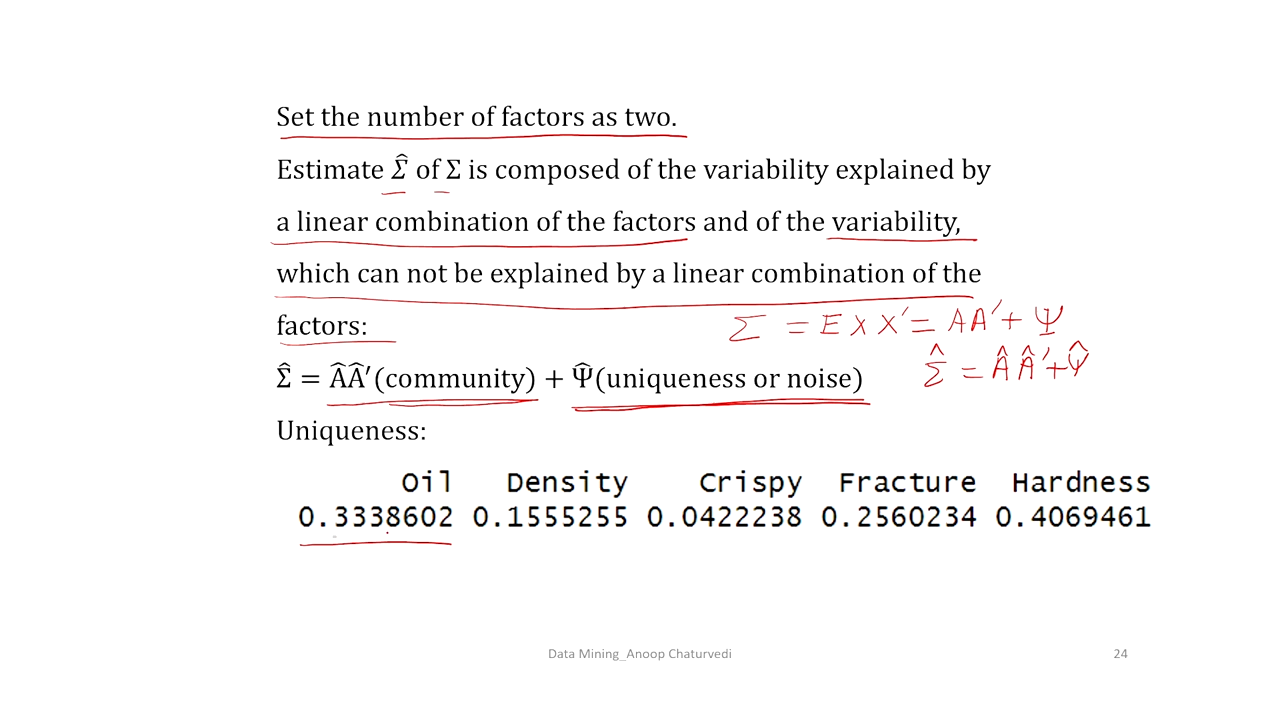 Set the number of factors as two.
Estimate Σ̂ of Σ is composed of the variability explained by
a linear combination of the factors and of the variability,
which can not be explained by a linear combination of the
factors:
Σ = E X X′ = A A′ + Ψ
Σ̂ = ÂÂ′(community) + Ψ̂(uniqueness or noise)
Σ̂ = Â Â′ + Ψ̂
Uniqueness:
Oil Density Crispy Fracture Hardness
0.3338602 0.1555255 0.0422238 0.2560234 0.4069461
Data Mining_Anoop Chaturvedi 24